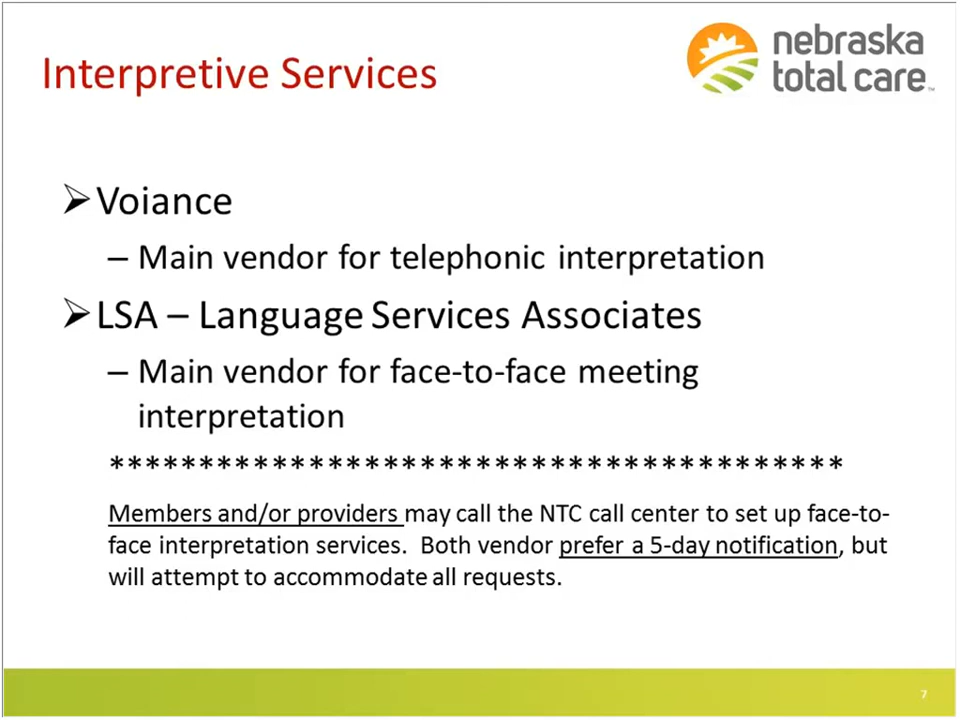 Interpretive Services
nebraska
total care™
➢Voiance
– Main vendor for telephonic interpretation
➢LSA – Language Services Associates
– Main vendor for face-to-face meeting
interpretation
****************************************
Members and/or providers may call the NTC call center to set up face-to-
face interpretation services.  Both vendor prefer a 5-day notification, but
will attempt to accommodate all requests.
7